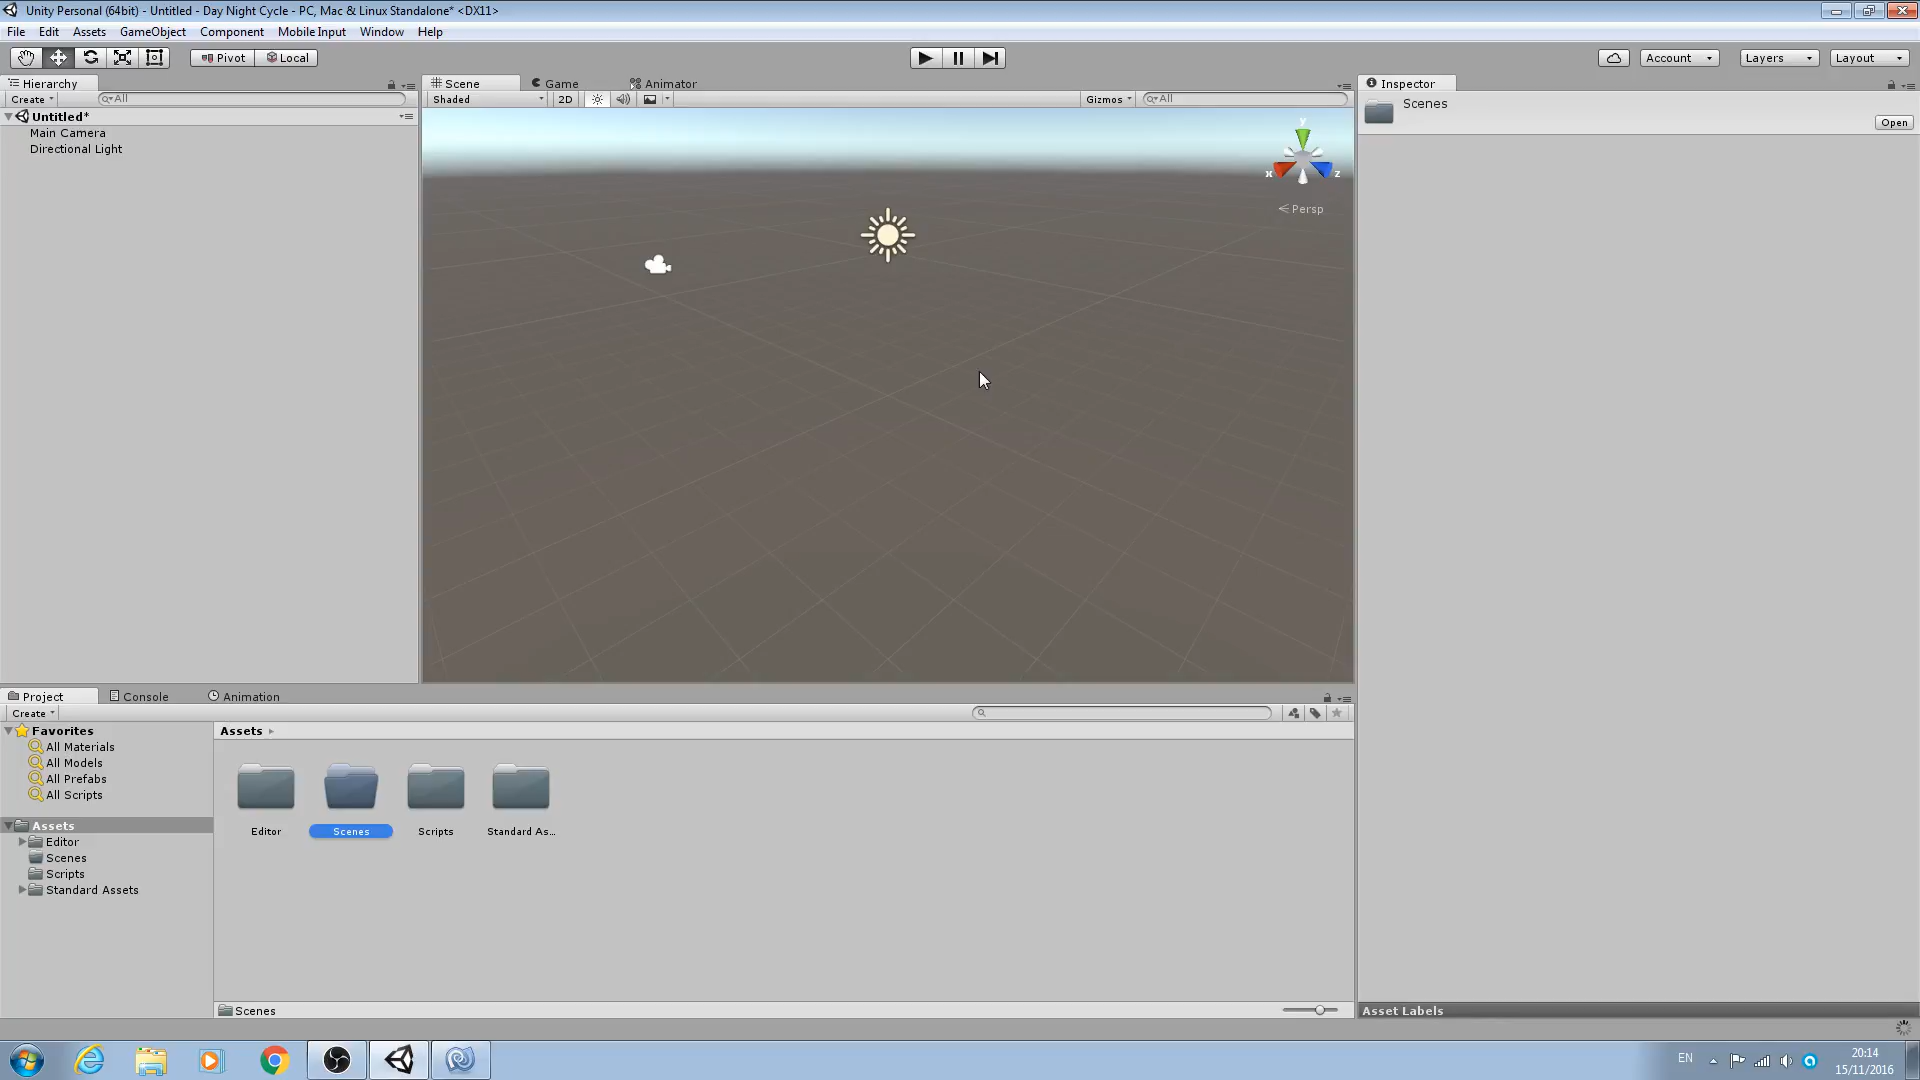 Unity Personal (64bit) - Untitled - Day Night Cycle - PC, Mac & Linux Standalone* <DX11>
File Edit Assets GameObject Component Mobile Input Window Help
Pivot Local Account Layers Layout
Hierarchy Scene Game Animator Inspector
Create All Shaded 2D Gizmos All Scenes
Open
Untitled*
Main Camera
Directional Light
y
x z
Persp
Project Console Animation
Create
Favorites Assets
All Materials
All Models
All Prefabs
All Scripts
Assets
Editor
Scenes
Scripts
Standard Assets
Editor Scenes Scripts Standard As...
Scenes Asset Labels
EN 20:14
15/11/2016